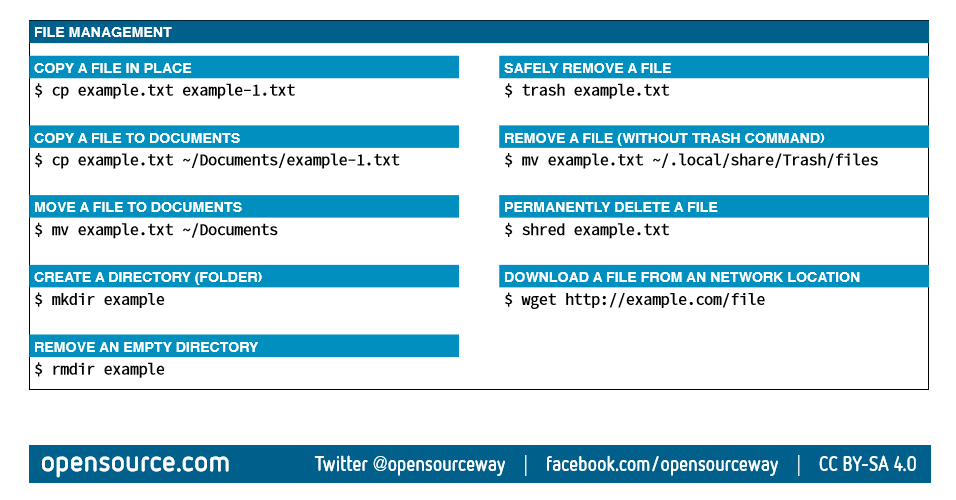 FILE MANAGEMENT
COPY A FILE IN PLACE
$ cp example.txt example-1.txt
COPY A FILE TO DOCUMENTS
$ cp example.txt ~/Documents/example-1.txt
MOVE A FILE TO DOCUMENTS
$ mv example.txt ~/Documents
CREATE A DIRECTORY (FOLDER)
$ mkdir example
REMOVE AN EMPTY DIRECTORY
$ rmdir example
SAFELY REMOVE A FILE
$ trash example.txt
REMOVE A FILE (WITHOUT TRASH COMMAND)
$ mv example.txt ~/.local/share/Trash/files
PERMANENTLY DELETE A FILE
$ shred example.txt
DOWNLOAD A FILE FROM AN NETWORK LOCATION
$ wget http://example.com/file
opensource.com Twitter @opensourceway | facebook.com/opensourceway | CC BY-SA 4.0